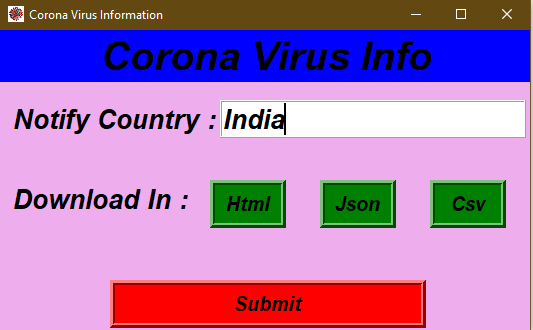 Corona Virus Information
Corona Virus Info
Notify Country : India
Download In : Html Json Csv
Submit